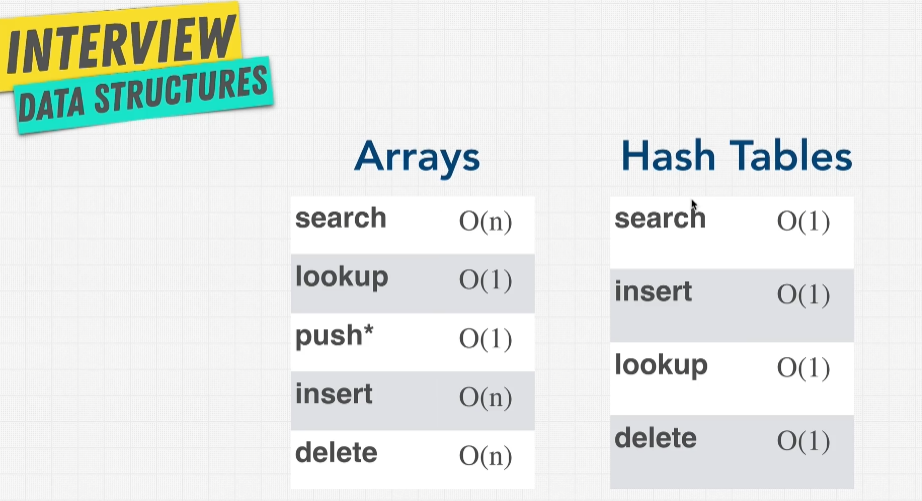 INTERVIEW
DATA STRUCTURES
Arrays
search O(n)
lookup O(1)
push* O(1)
insert O(n)
delete O(n)
Hash Tables
search O(1)
insert O(1)
lookup O(1)
delete O(1)